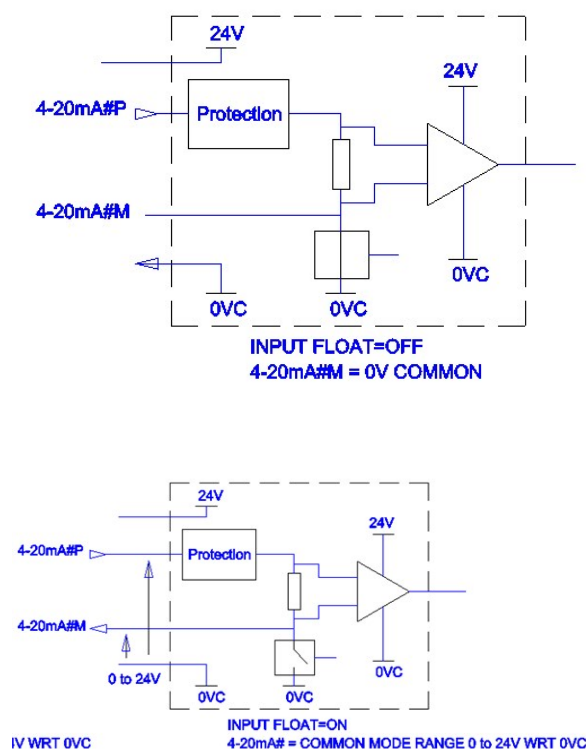 24V
24V
4-20mA#P
Protection
4-20mA#M
0VC
0VC
0VC
INPUT FLOAT=OFF
4-20mA#M = 0V COMMON
24V
24V
4-20mA#P
Protection
4-20mA#M
0 to 24V
0VC
0VC
0VC
INPUT FLOAT=ON
V WRT 0VC
4-20mA# = COMMON MODE RANGE 0 to 24V WRT 0VC